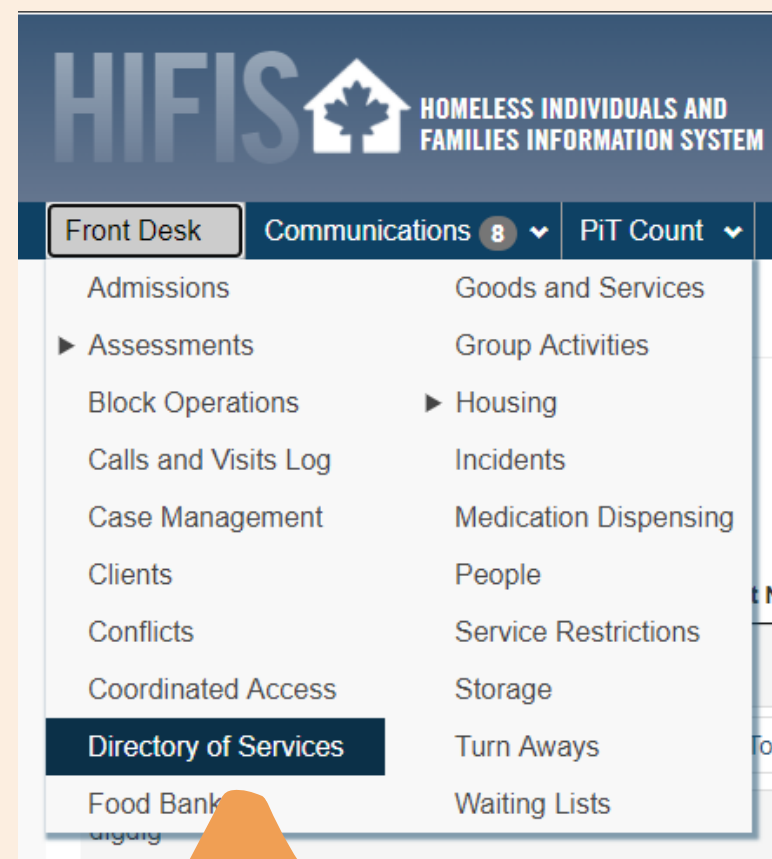 HIFIS
HOMELESS INDIVIDUALS AND
FAMILIES INFORMATION SYSTEM
Front Desk Communications 8 PiT Count
Admissions
Assessments
Block Operations
Calls and Visits Log
Case Management
Clients
Conflicts
Coordinated Access
Directory of Services
Food Bank
Goods and Services
Group Activities
Housing
Incidents
Medication Dispensing
People
Service Restrictions
Storage
Turn Aways
Waiting Lists